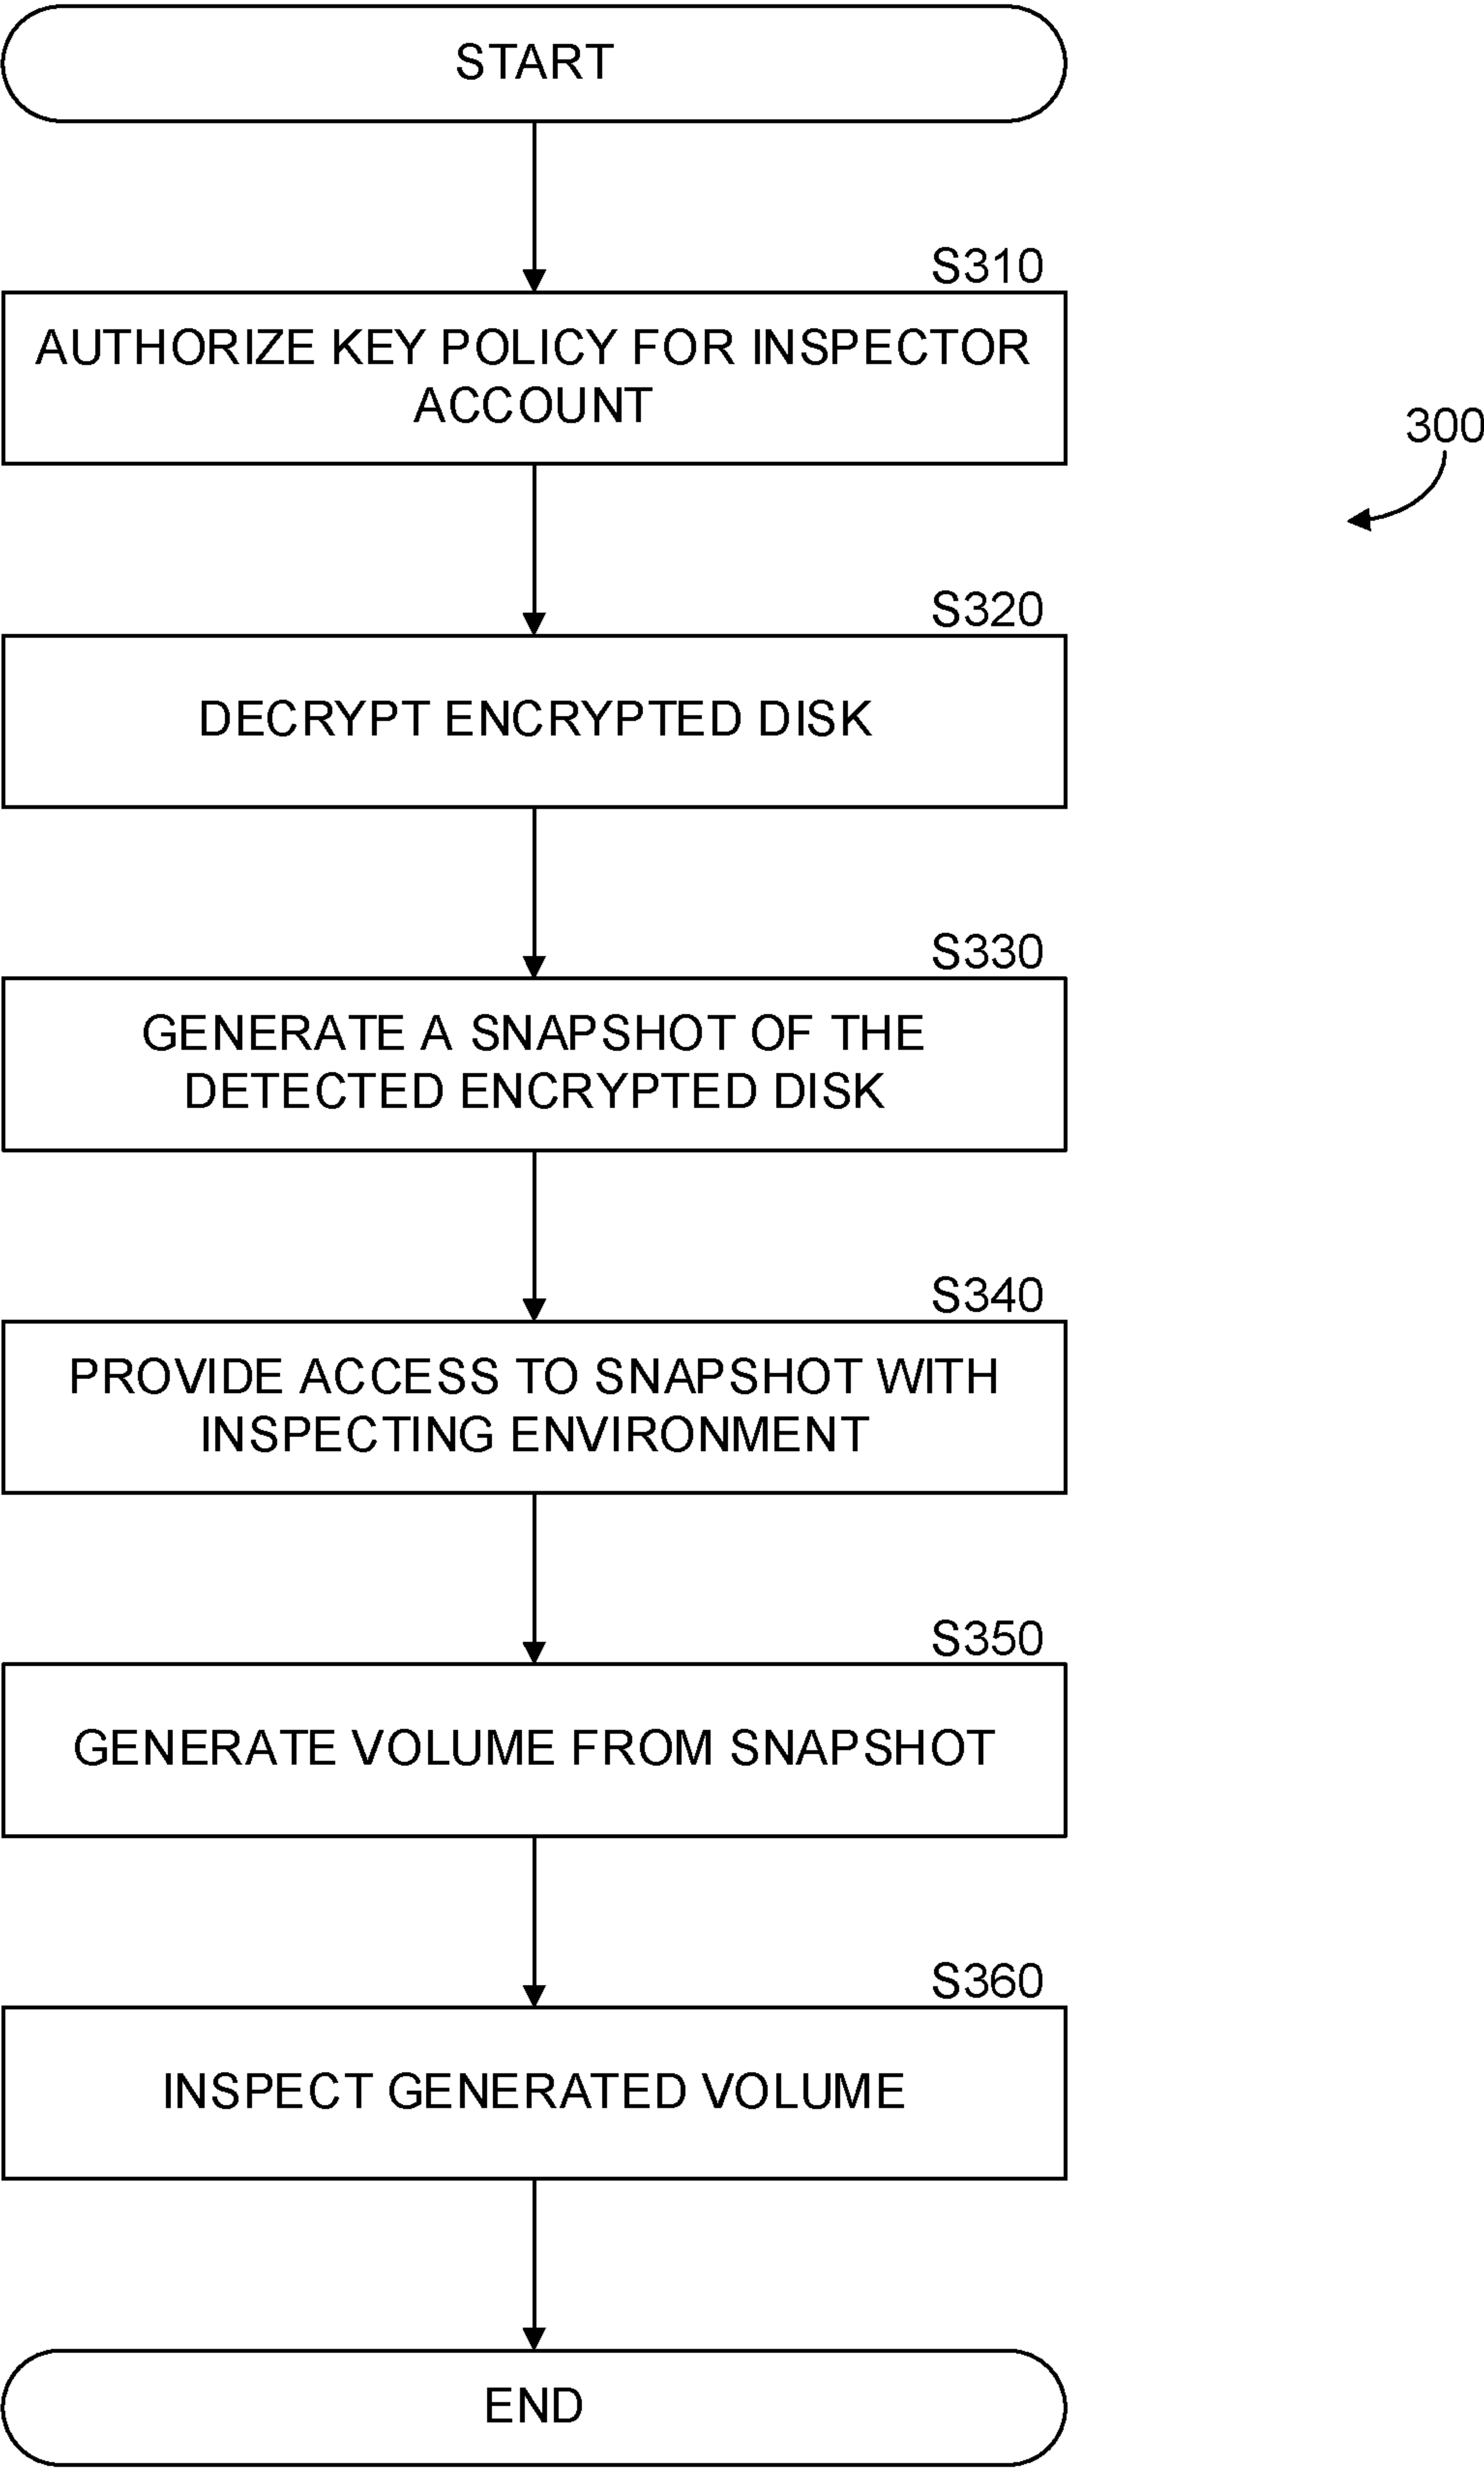 START
S310
AUTHORIZE KEY POLICY FOR INSPECTOR
ACCOUNT
300
S320
DECRYPT ENCRYPTED DISK
S330
GENERATE A SNAPSHOT OF THE
DETECTED ENCRYPTED DISK
S340
PROVIDE ACCESS TO SNAPSHOT WITH
INSPECTING ENVIRONMENT
S350
GENERATE VOLUME FROM SNAPSHOT
S360
INSPECT GENERATED VOLUME
END